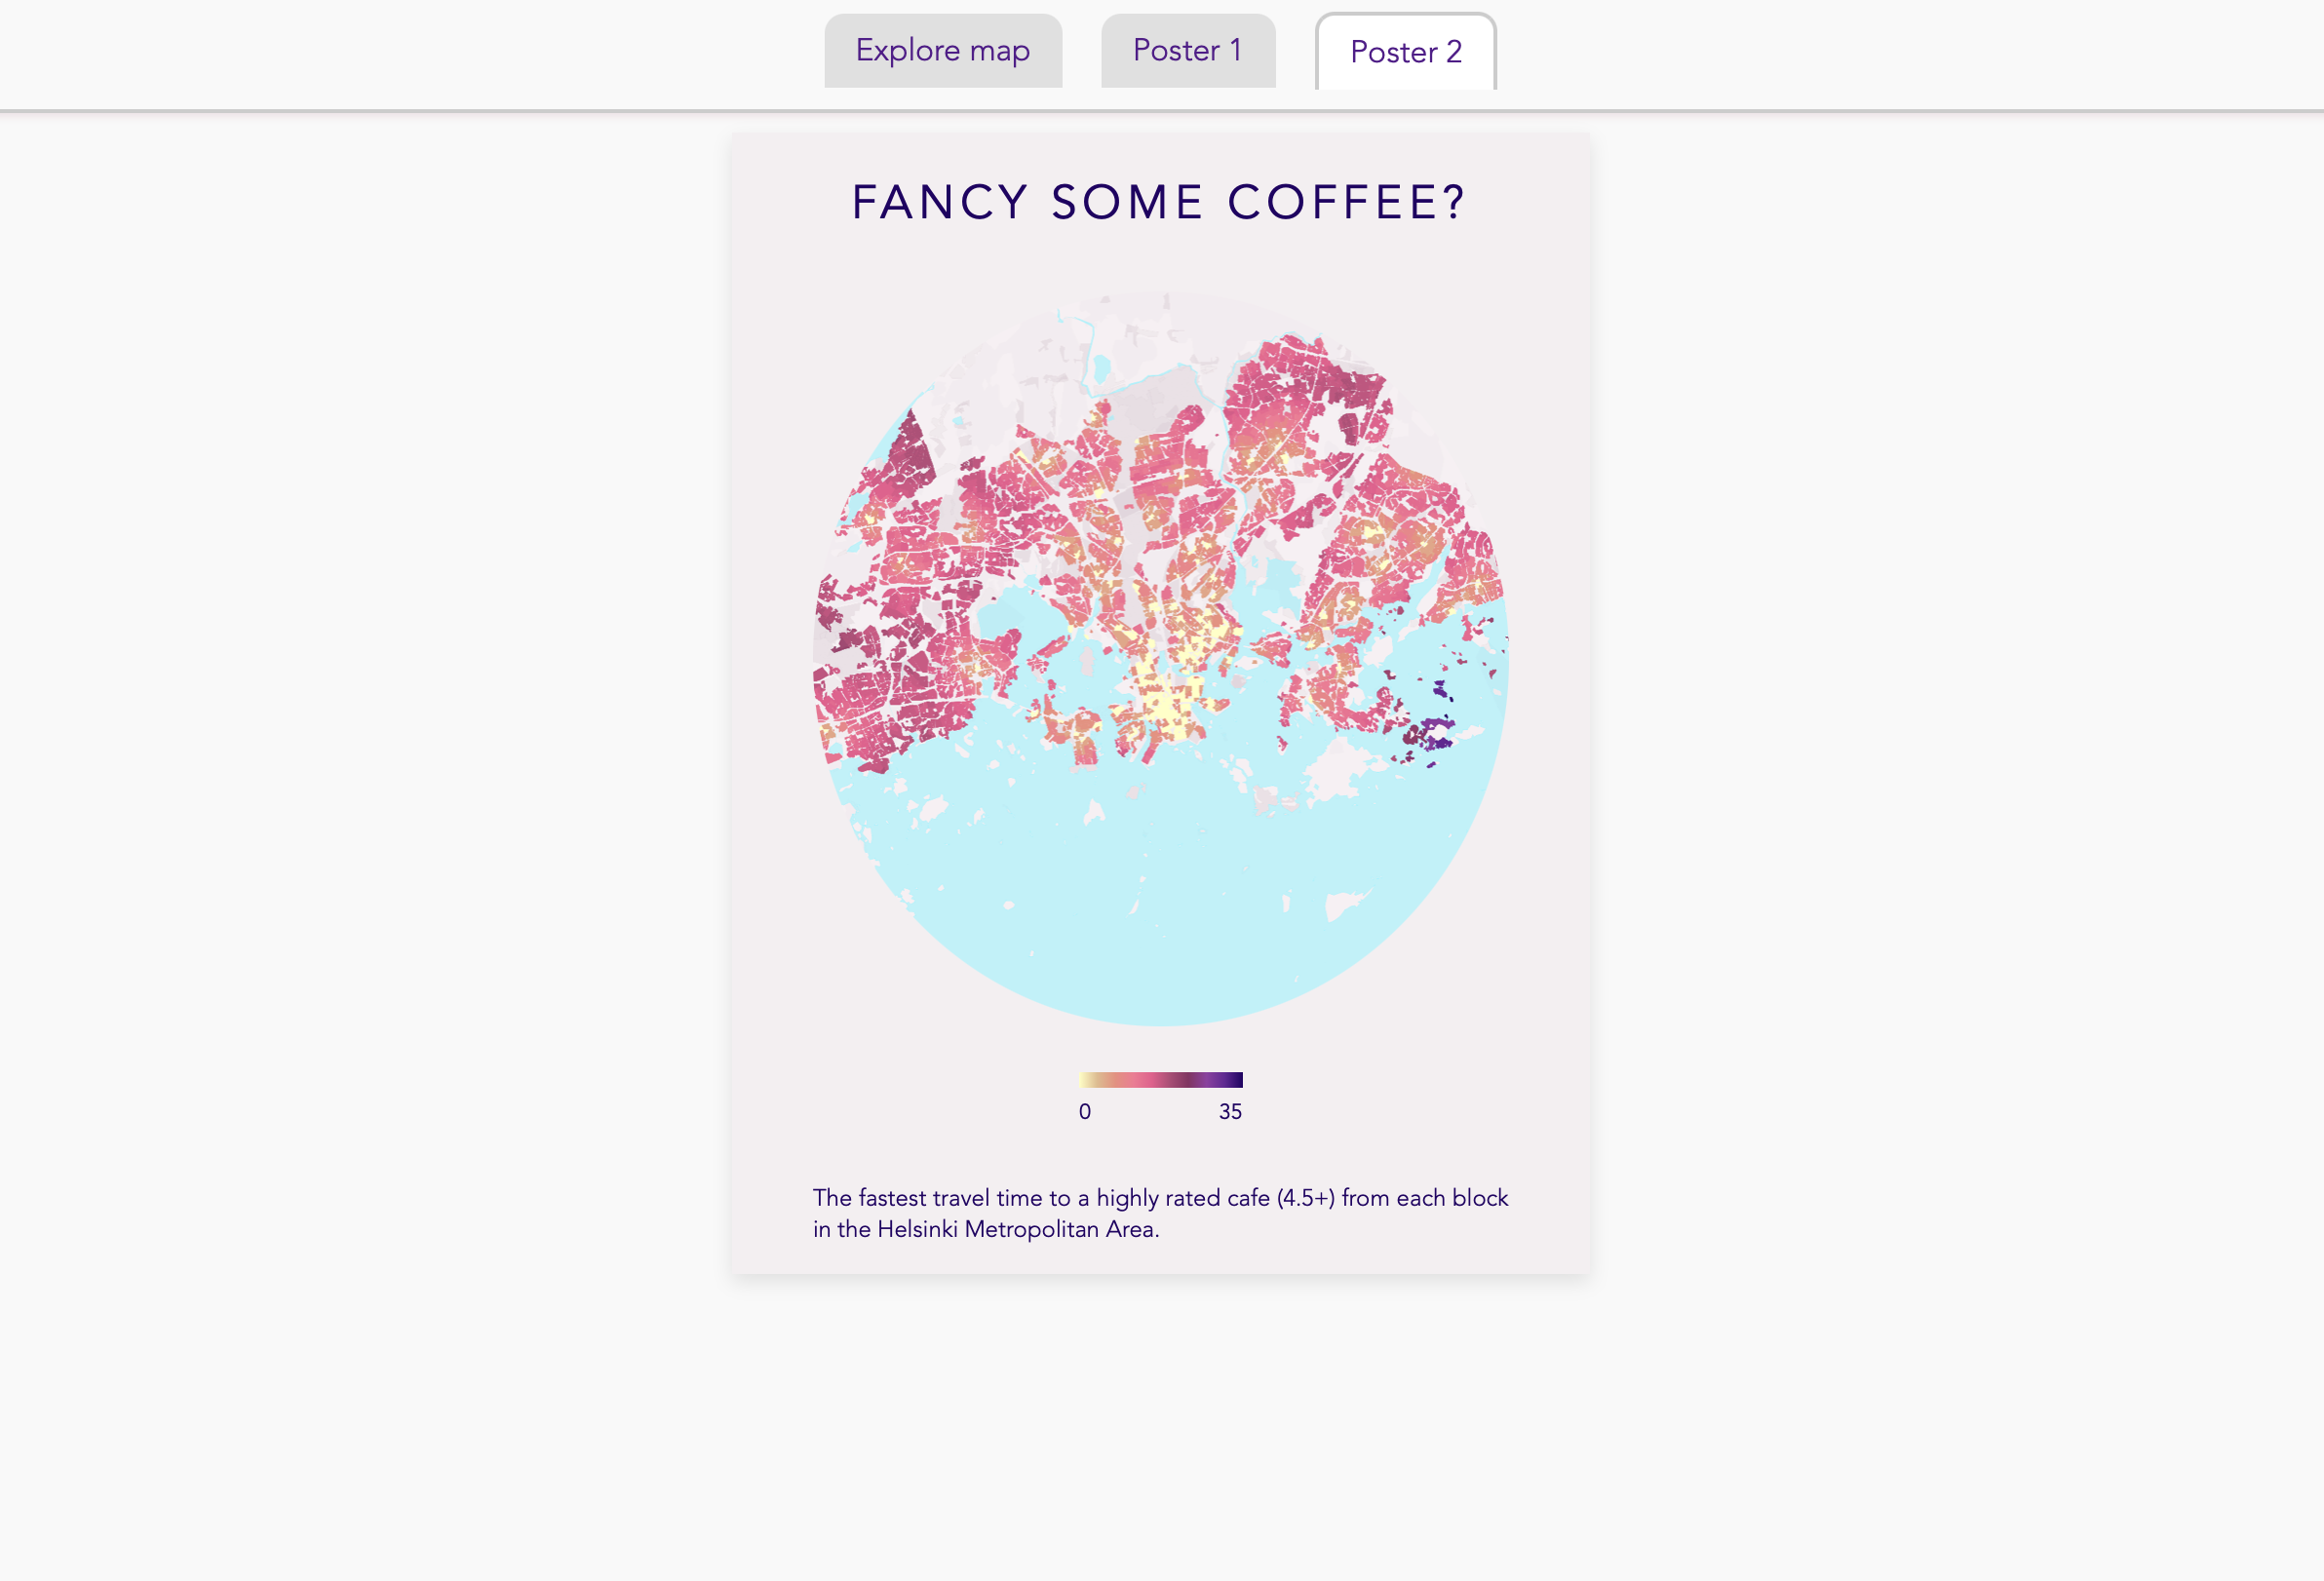 Explore map
Poster 1
Poster 2
FANCY SOME COFFEE?
0
35
The fastest travel time to a highly rated cafe (4.5+) from each block
in the Helsinki Metropolitan Area.